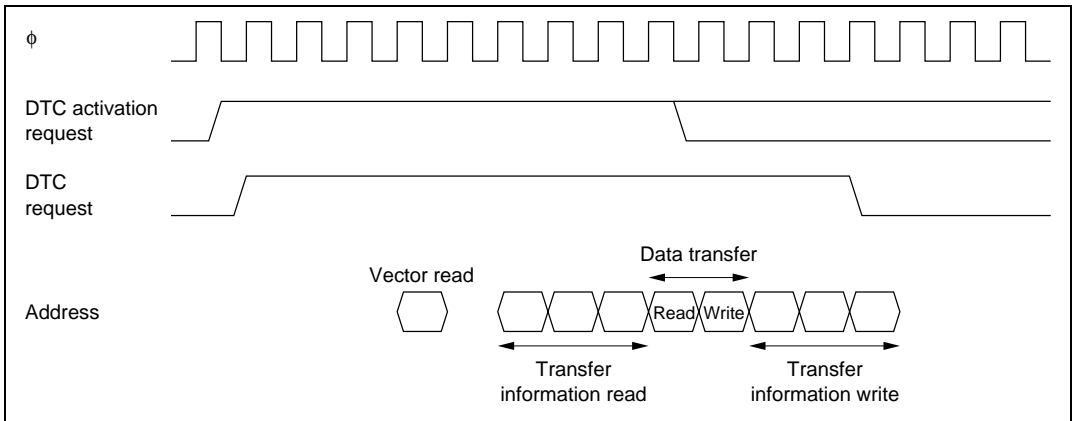 ϕ
DTC activation
request
DTC
request
Data transfer
Vector read
Address
Read Write
Transfer
information read
Transfer
information write